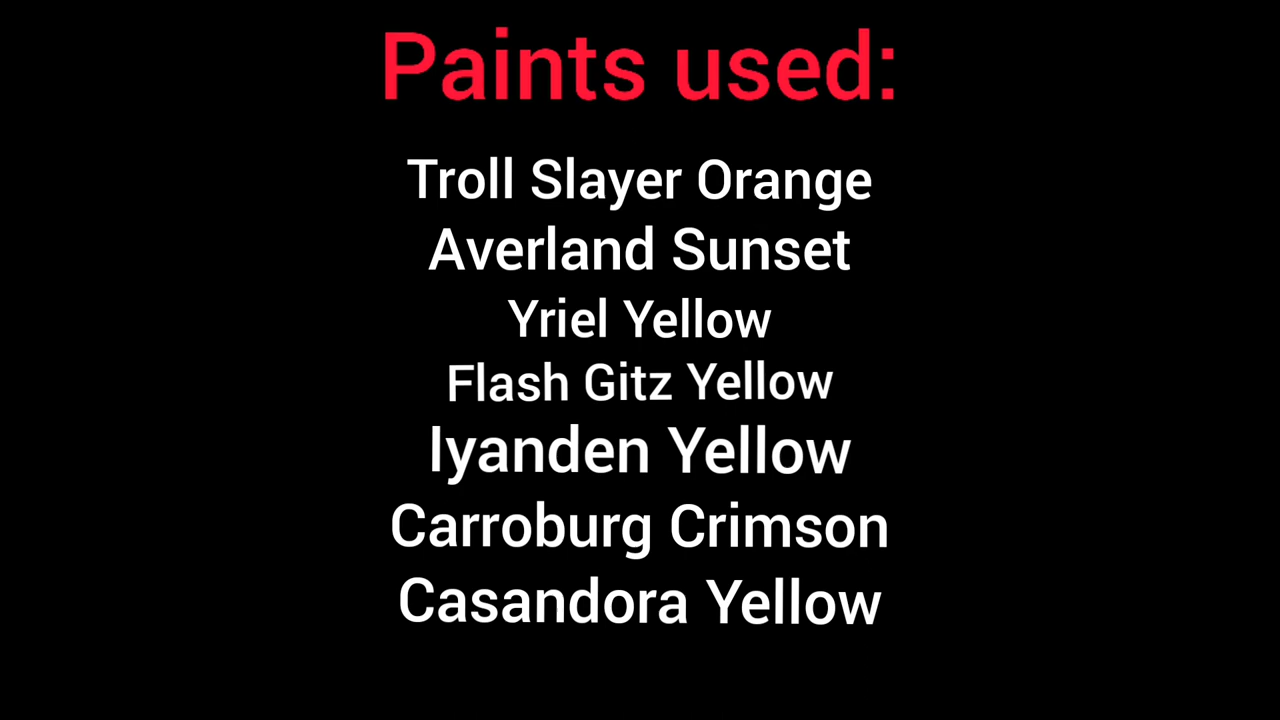 Paints used:
Troll Slayer Orange
Averland Sunset
Yriel Yellow
Flash Gitz Yellow
Iyanden Yellow
Carroburg Crimson
Casandora Yellow